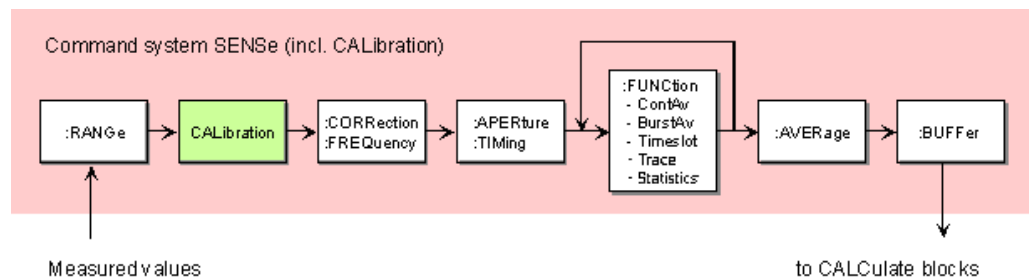 Command system SENSe (incl. CALibration)
:RANGe
CALibration
:CORRection
:FREQuency
:APERture
:TIMing
:FUNCtion
- ContAv
- BurstAv
- Timeslot
- Trace
- Statistics
:AVERage
:BUFFer
Measured values
to CALCulate blocks